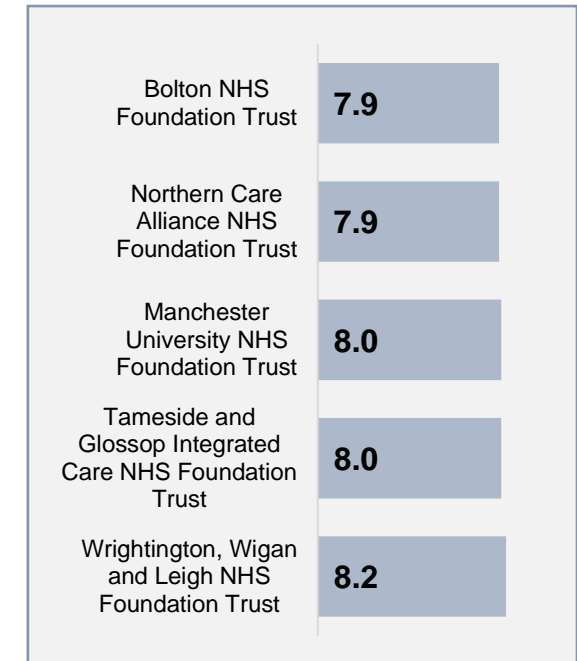 Bolton NHS
Foundation Trust
7.9
Northern Care
Alliance NHS
Foundation Trust
7.9
Manchester
University NHS
Foundation Trust
8.0
Tameside and
Glossop Integrated
Care NHS Foundation
Trust
8.0
Wrightington, Wigan
and Leigh NHS
Foundation Trust
8.2